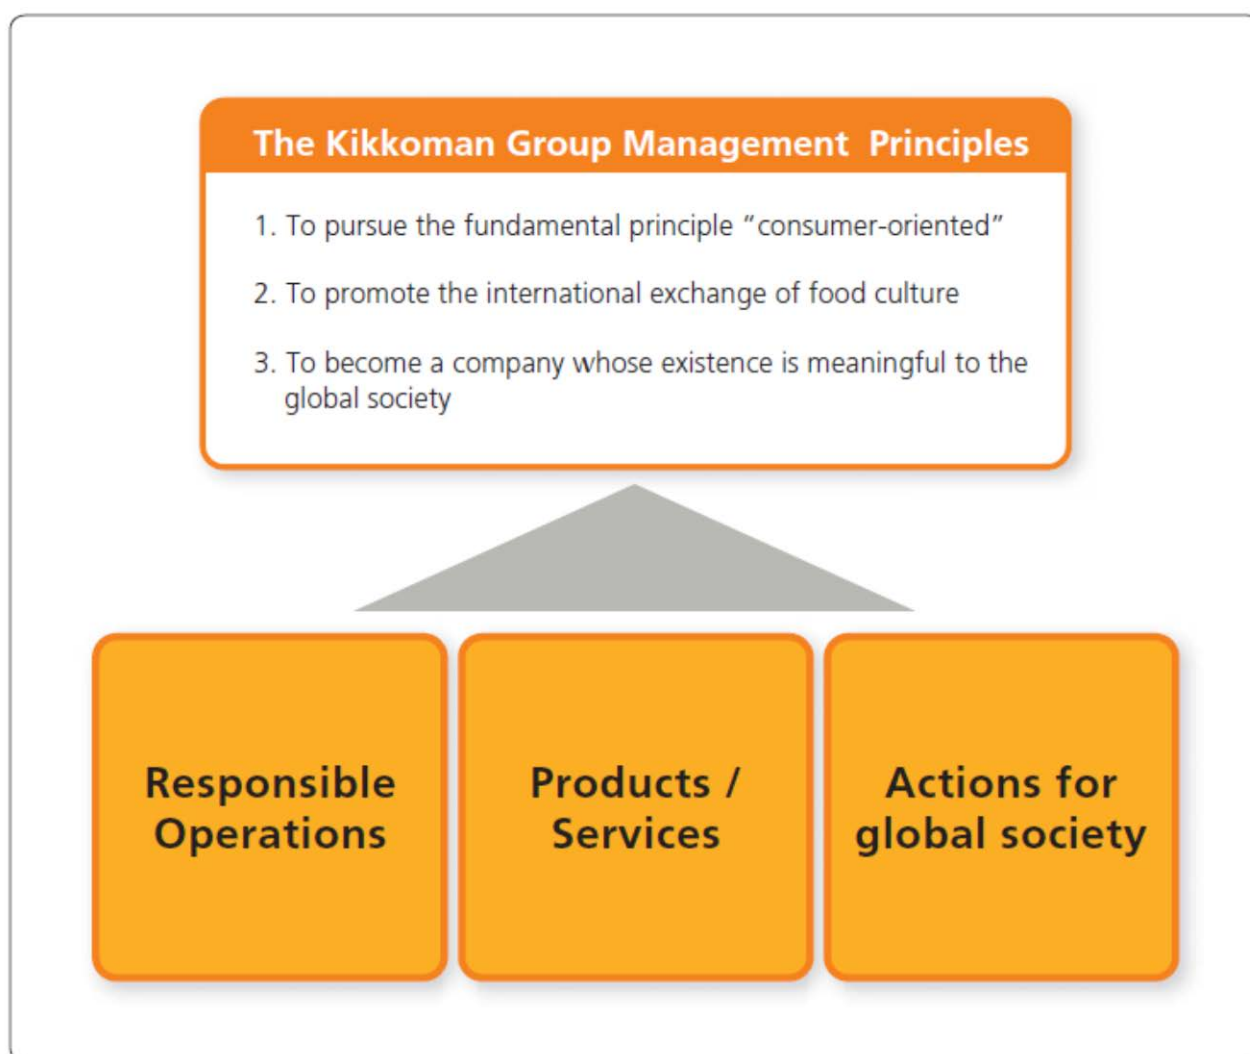 The Kikkoman Group Management Principles
1. To pursue the fundamental principle “consumer-oriented”
2. To promote the international exchange of food culture
3. To become a company whose existence is meaningful to the
global society
Responsible
Operations
Products /
Services
Actions for
global society